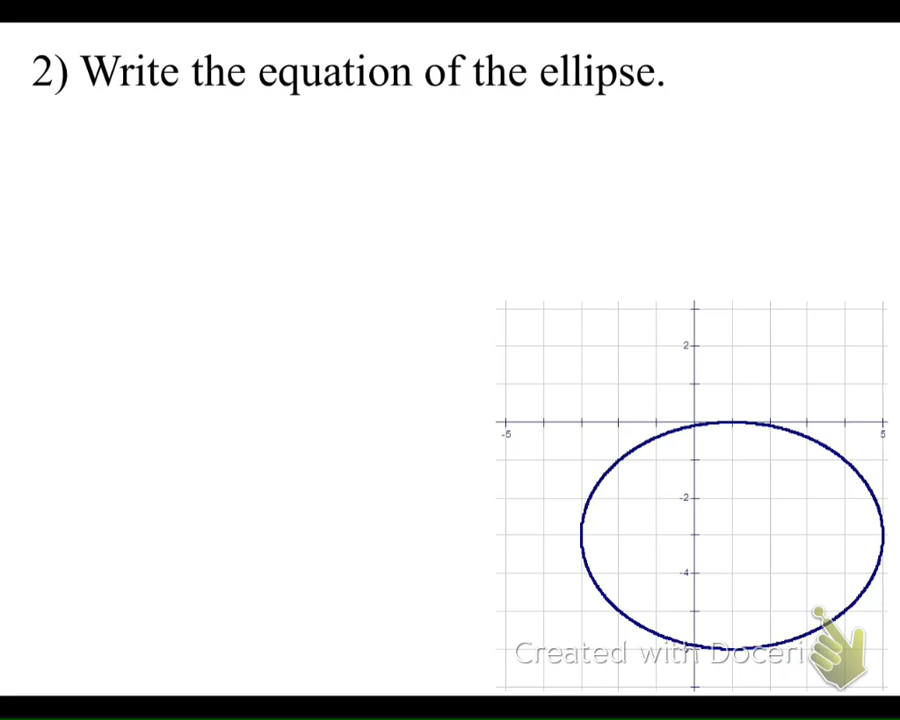 2) Write the equation of the ellipse.
2
-5
5
-2
-4
Created with Doceri